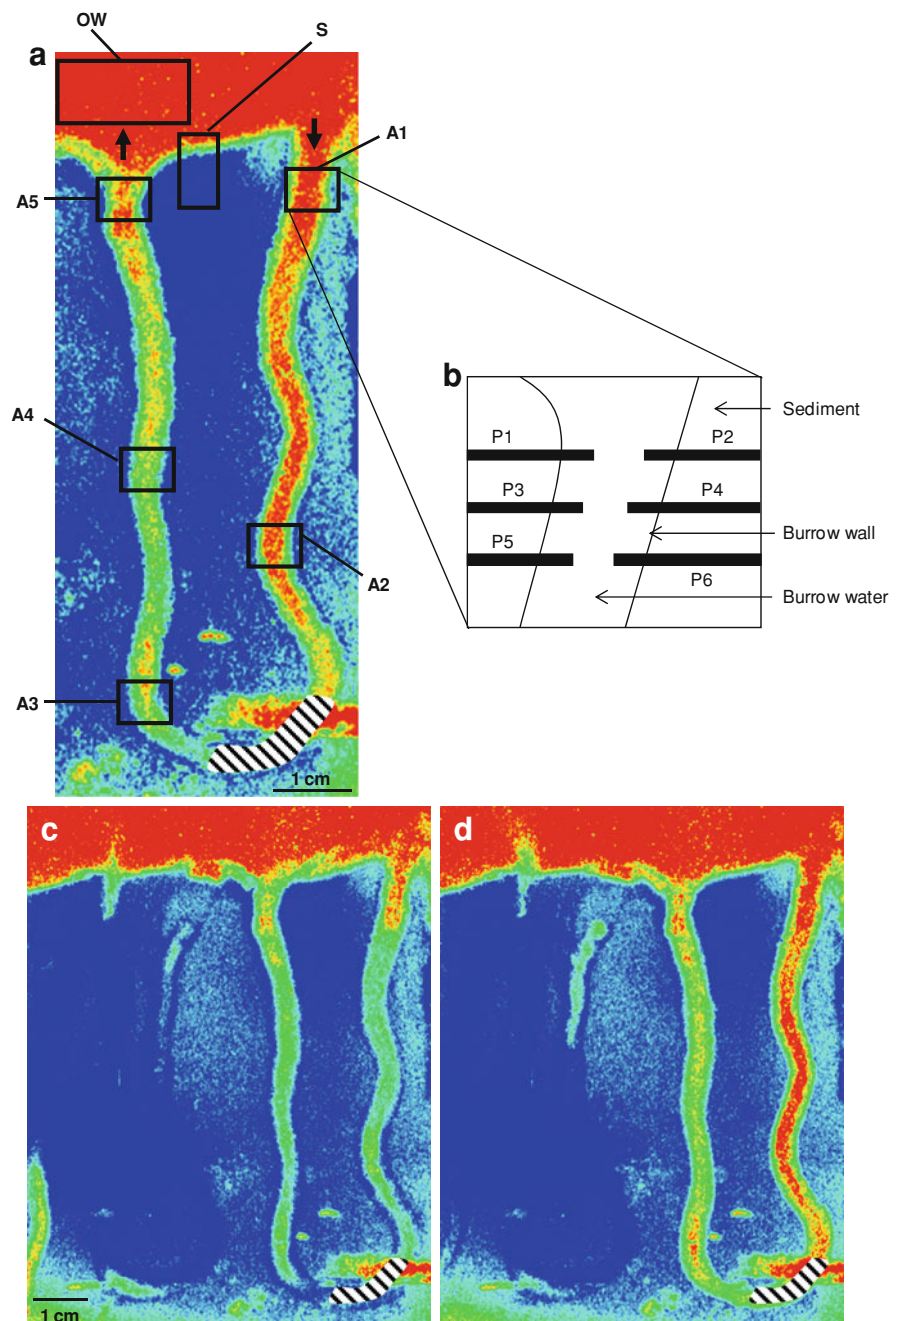 OW
S
a
A1
A5
b
Sediment
P1
P2
A4
P3
P4
P5
Burrow wall
A2
P6
Burrow water
A3
1 cm
c
d
1 cm